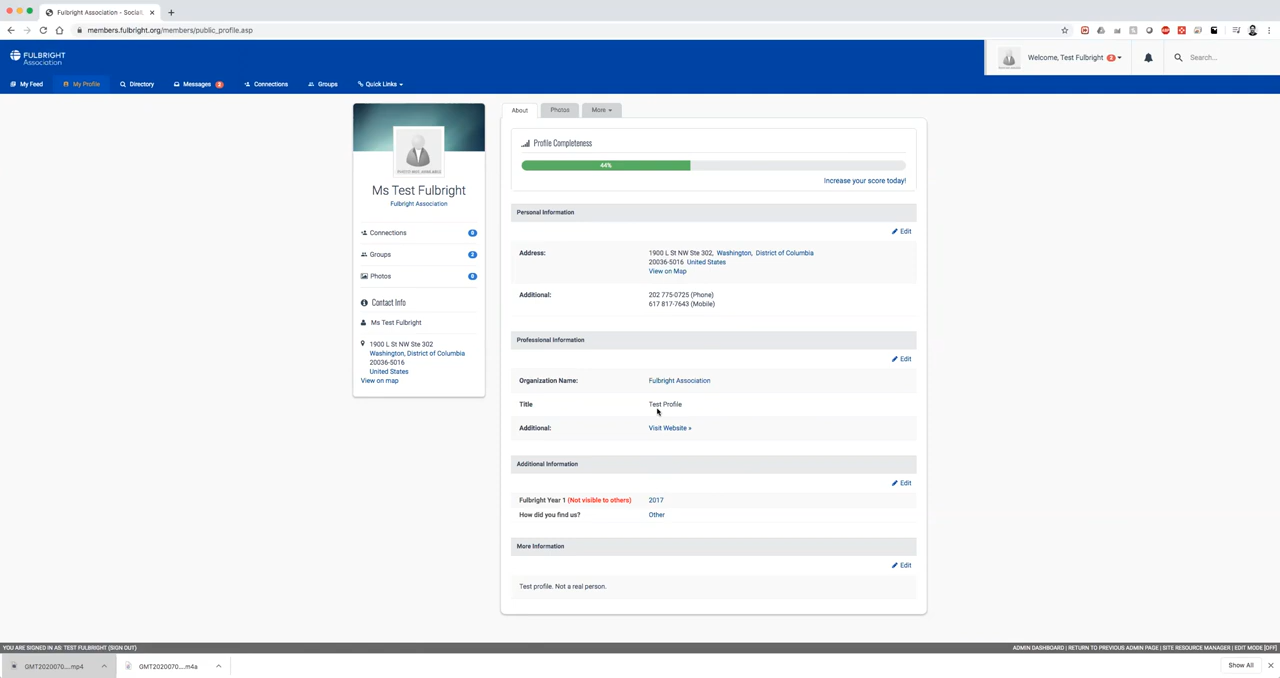 Fulbright Association - Social
members.fulbright.org/members/public_profile.asp
FULBRIGHT
Association
Welcome, Test Fulbright
Search...
My Feed
My Profile
Directory
Messages
Connections
Groups
Quick Links
Ms Test Fulbright
Fulbright Association
Connections 0
Groups 2
Photos 0
Contact Info
Ms Test Fulbright
1900 L St NW Ste 302
Washington, District of Columbia
20036-5016
United States
View on map
About
Photos
More
Profile Completeness
44%
Increase your score today!
Personal Information
Edit
Address: 1900 L St NW Ste 302, Washington, District of Columbia
20036-5016 United States
View on Map
Additional: 202 775-0725 (Phone)
617 817-7643 (Mobile)
Professional Information
Edit
Organization Name: Fulbright Association
Title Test Profile
Additional: Visit Website »
Additional Information
Edit
Fulbright Year 1 (Not visible to others) 2017
How did you find us? Other
More Information
Edit
Test profile. Not a real person.
YOU ARE SIGNED IN AS: TEST FULBRIGHT (SIGN OUT)
ADMIN DASHBOARD | RETURN TO PREVIOUS ADMIN PAGE | SITE RESOURCE MANAGER | EDIT MODE [OFF]
GMT2020070....mp4
GMT2020070....m4a
Show All